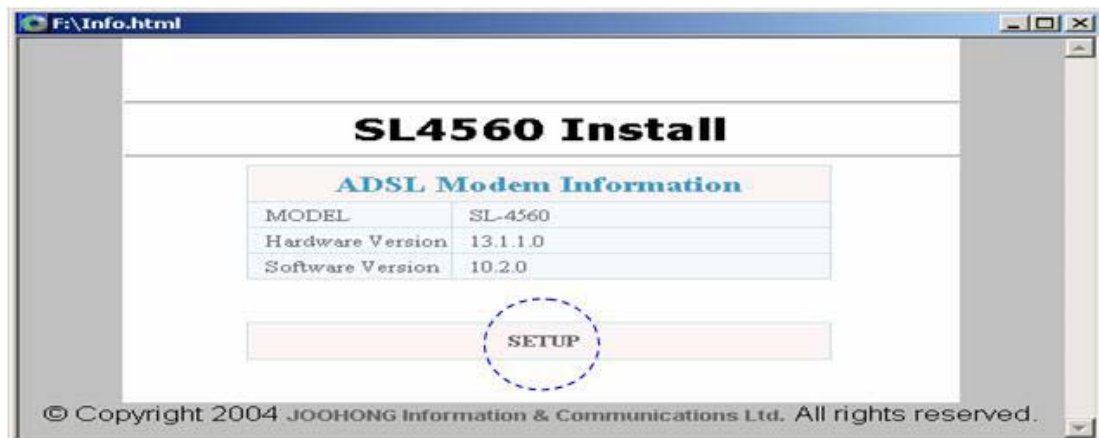 F:\Info.html
SL4560 Install
ADSL Modem Information
MODEL SL-4560
Hardware Version 13.1.1.0
Software Version 10.2.0
SETUP
© Copyright 2004 JOOHONG Information & Communications Ltd. All rights reserved.